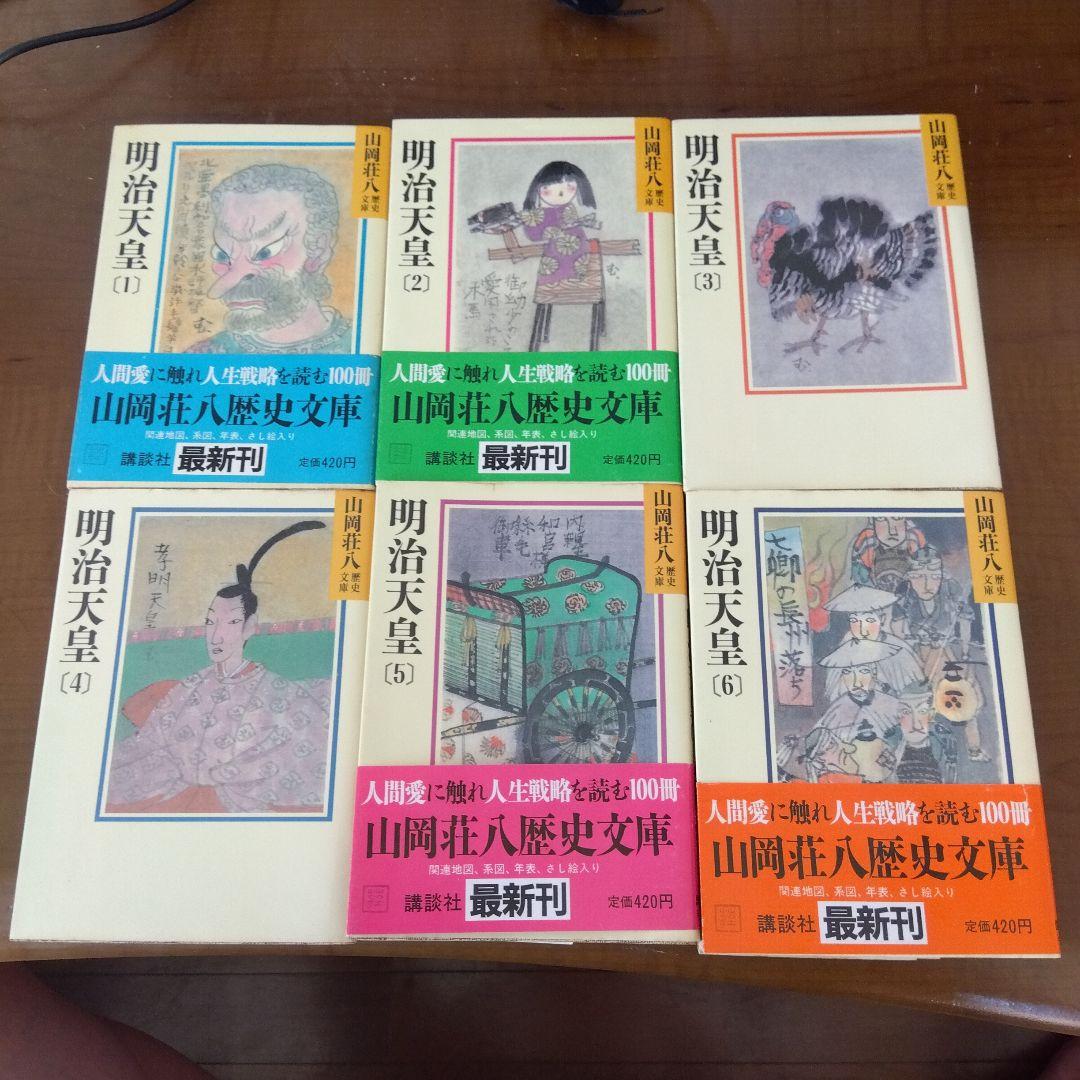 山岡荘八歴史文庫
明治天皇
〔1〕
む
人間愛に触れ人生戦略を読む100冊
山岡荘八歴史文庫
関連地図、系図、年表、さし絵入り
講談社 最新刊 定価420円
山岡荘八歴史文庫
明治天皇
〔2〕
む
木馬
人間愛に触れ人生戦略を読む100冊
山岡荘八歴史文庫
関連地図、系図、年表、さし絵入り
講談社 最新刊 定価420円
山岡荘八歴史文庫
明治天皇
〔3〕
む
山岡荘八歴史文庫
明治天皇
〔4〕
孝明天皇
山岡荘八歴史文庫
明治天皇
〔5〕
和宮様
人間愛に触れ人生戦略を読む100冊
山岡荘八歴史文庫
関連地図、系図、年表、さし絵入り
講談社 最新刊 定価420円
山岡荘八歴史文庫
明治天皇
〔6〕
七卿の長州落ち
人間愛に触れ人生戦略を読む100冊
山岡荘八歴史文庫
関連地図、系図、年表、さし絵入り
講談社 最新刊 定価420円